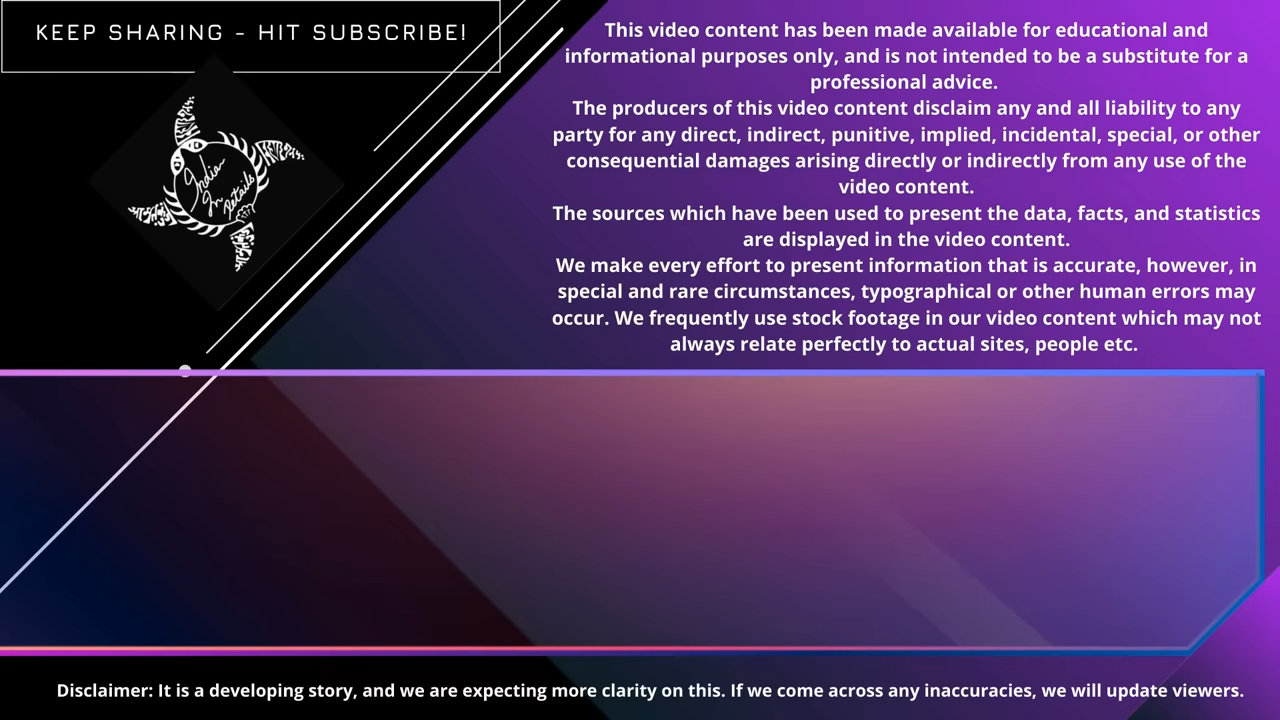 KEEP SHARING - HIT SUBSCRIBE!
India
In
Details
This video content has been made available for educational and
informational purposes only, and is not intended to be a substitute for a
professional advice.
The producers of this video content disclaim any and all liability to any
party for any direct, indirect, punitive, implied, incidental, special, or other
consequential damages arising directly or indirectly from any use of the
video content.
The sources which have been used to present the data, facts, and statistics
are displayed in the video content.
We make every effort to present information that is accurate, however, in
special and rare circumstances, typographical or other human errors may
occur. We frequently use stock footage in our video content which may not
always relate perfectly to actual sites, people etc.
Disclaimer: It is a developing story, and we are expecting more clarity on this. If we come across any inaccuracies, we will update viewers.